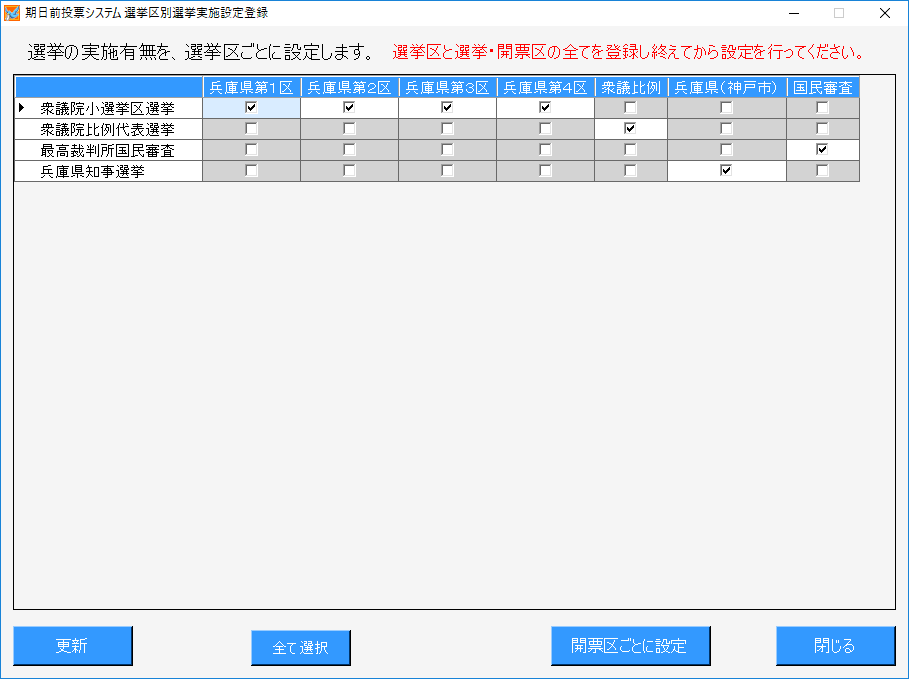 期日前投票システム 選挙区別選挙実施設定登録
選挙の実施有無を、選挙区ごとに設定します。 選挙区と選挙・開票区の全てを登録し終えてから設定を行ってください。
兵庫県第１区 兵庫県第２区 兵庫県第３区 兵庫県第４区 衆議比例 兵庫県（神戸市） 国民審査
衆議院小選挙区選挙
衆議院比例代表選挙
最高裁判所国民審査
兵庫県知事選挙
更新 全て選択 開票区ごとに設定 閉じる